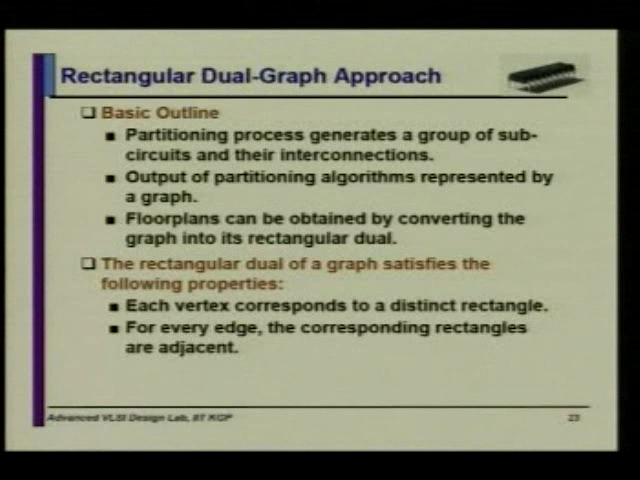 Rectangular Dual-Graph Approach
❑ Basic Outline
■ Partitioning process generates a group of sub-
circuits and their interconnections.
■ Output of partitioning algorithms represented by
a graph.
■ Floorplans can be obtained by converting the
graph into its rectangular dual.
❑ The rectangular dual of a graph satisfies the
following properties:
■ Each vertex corresponds to a distinct rectangle.
■ For every edge, the corresponding rectangles
are adjacent.
Advanced VLSI Design Lab, IIT KGP
23